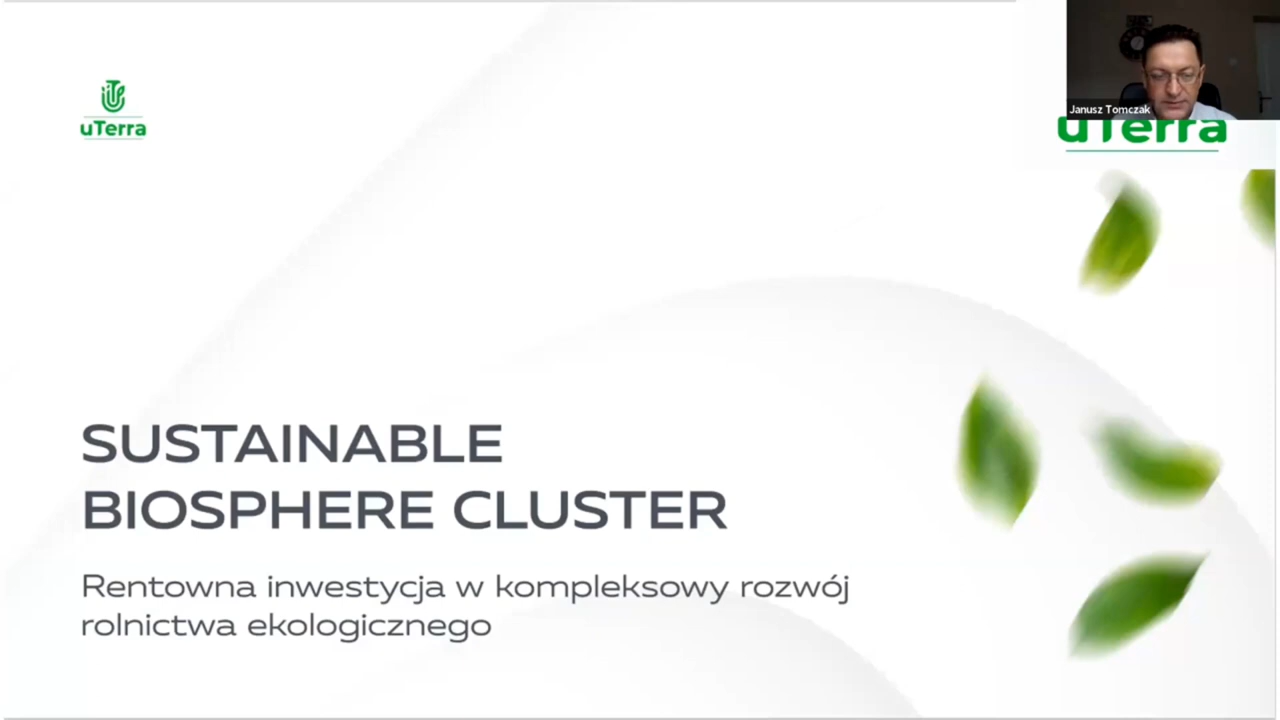 uTerra
Janusz Tomczak
uTerra
SUSTAINABLE
BIOSPHERE CLUSTER
Rentowna inwestycja w kompleksowy rozwój
rolnictwa ekologicznego